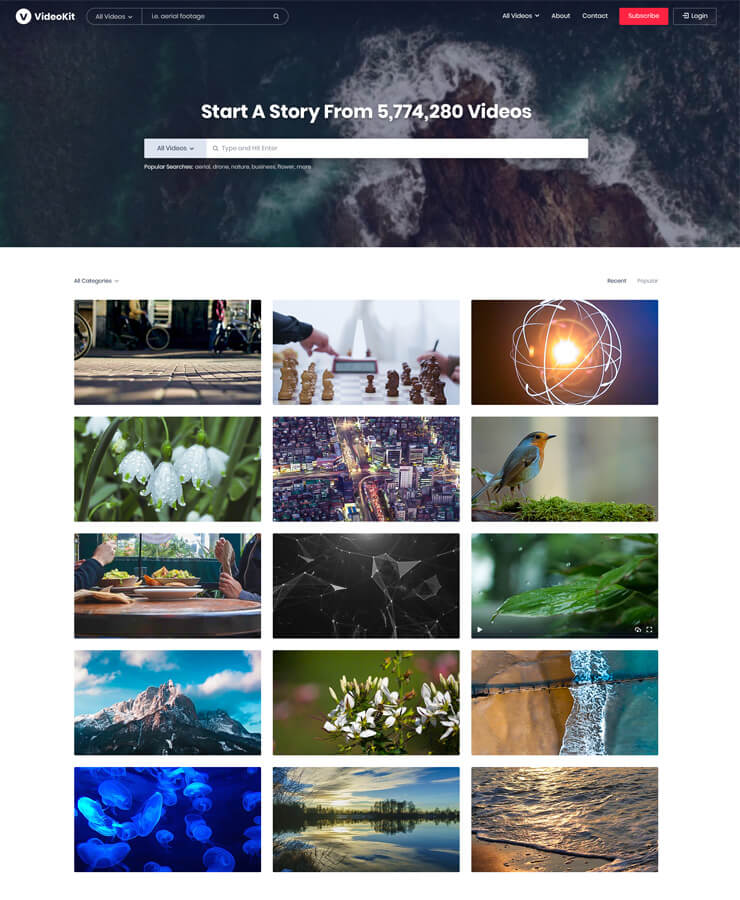 V VideoKit All Videos i.e. aerial footage All Videos About Contact Subscribe Login
Start A Story From 5,774,280 Videos
All Videos Type and Hit Enter
Popular Searches: aerial, drone, nature, business, flower, more
All Categories Recent Popular